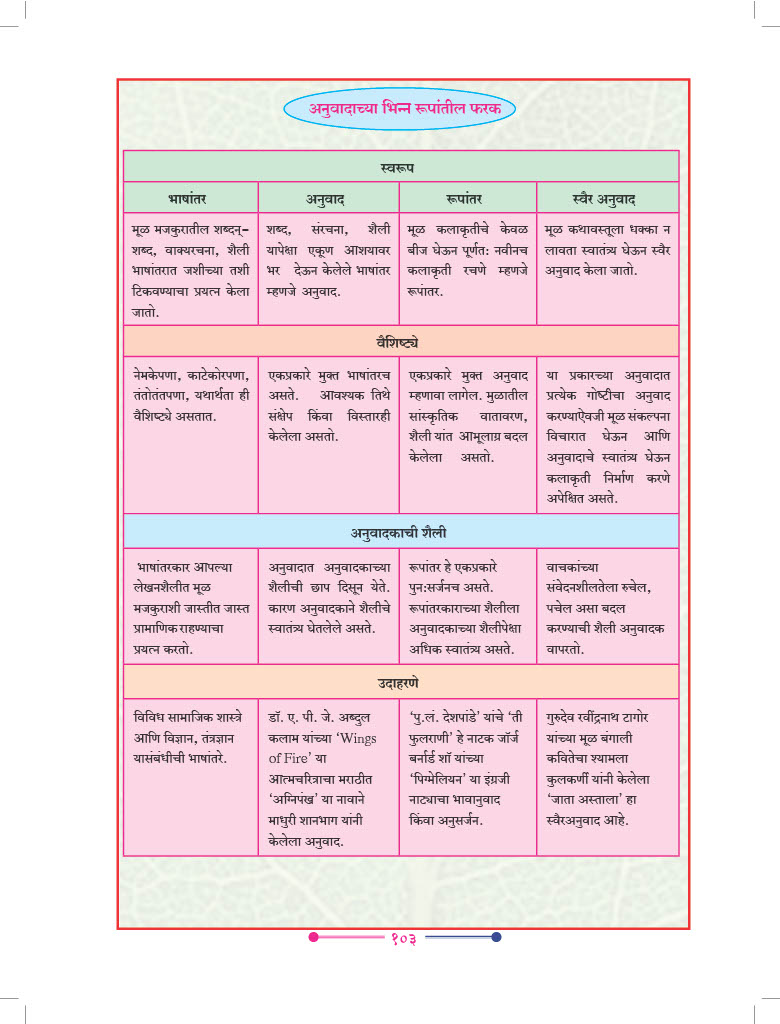 अनुवादाच्या भिन्न रूपांतील फरक
स्वरूप
भाषांतर
अनुवाद
रूपांतर
स्वैर अनुवाद
मूळ मजकुरातील शब्दन्-
शब्द, वाक्यरचना, शैली
भाषांतरात जशीच्या तशी
टिकवण्याचा प्रयत्न केला
जातो.
शब्द, संरचना, शैली
यापेक्षा एकूण आशयावर
भर देऊन केलेले भाषांतर
म्हणजे अनुवाद.
मूळ कलाकृतीचे केवळ
बीज घेऊन पूर्णत: नवीनच
कलाकृती रचणे म्हणजे
रूपांतर.
मूळ कथावस्तूला धक्का न
लावता स्वातंत्र्य घेऊन स्वैर
अनुवाद केला जातो.
वैशिष्ट्ये
नेमकेपणा, काटेकोरपणा,
तंतोतंतपणा, यथार्थता ही
वैशिष्ट्ये असतात.
एकप्रकारे मुक्त भाषांतरच
असते. आवश्यक तिथे
संक्षेप किंवा विस्तारही
केलेला असतो.
एकप्रकारे मुक्त अनुवाद
म्हणावा लागेल. मुळातील
सांस्कृतिक वातावरण,
शैली यांत आमूलाग्र बदल
केलेला असतो.
या प्रकारच्या अनुवादात
प्रत्येक गोष्टीचा अनुवाद
करण्याऐवजी मूळ संकल्पना
विचारात घेऊन आणि
अनुवादाचे स्वातंत्र्य घेऊन
कलाकृती निर्माण करणे
अपेक्षित असते.
अनुवादकाची शैली
भाषांतरकार आपल्या
लेखनशैलीत मूळ
मजकुराशी जास्तीत जास्त
प्रामाणिक राहण्याचा
प्रयत्न करतो.
अनुवादात अनुवादकाच्या
शैलीची छाप दिसून येते.
कारण अनुवादकाने शैलीचे
स्वातंत्र्य घेतलेले असते.
रूपांतर हे एकप्रकारे
पुन:सर्जनच असते.
रूपांतरकाराच्या शैलीला
अनुवादकाच्या शैलीपेक्षा
अधिक स्वातंत्र्य असते.
वाचकांच्या
संवेदनशीलतेला रुचेल,
पचेल असा बदल
करण्याची शैली अनुवादक
वापरतो.
उदाहरणे
विविध सामाजिक शास्त्रे
आणि विज्ञान, तंत्रज्ञान
यासंबंधीची भाषांतरे.
डॉ. ए. पी. जे. अब्दुल
कलाम यांच्या ‘Wings
of Fire’ या
आत्मचरित्राचा मराठीत
‘अग्निपंख’ या नावाने
माधुरी शानभाग यांनी
केलेला अनुवाद.
‘पु.लं. देशपांडे’ यांचे ‘ती
फुलराणी’ हे नाटक जॉर्ज
बर्नार्ड शॉ यांच्या
‘पिग्मेलियन’ या इंग्रजी
नाट्याचा भावानुवाद
किंवा अनुसर्जन.
गुरुदेव रवींद्रनाथ टागोर
यांच्या मूळ बंगाली
कवितेचा श्यामला
कुलकर्णी यांनी केलेला
‘जाता अस्ताला’ हा
स्वैरअनुवाद आहे.
१०३